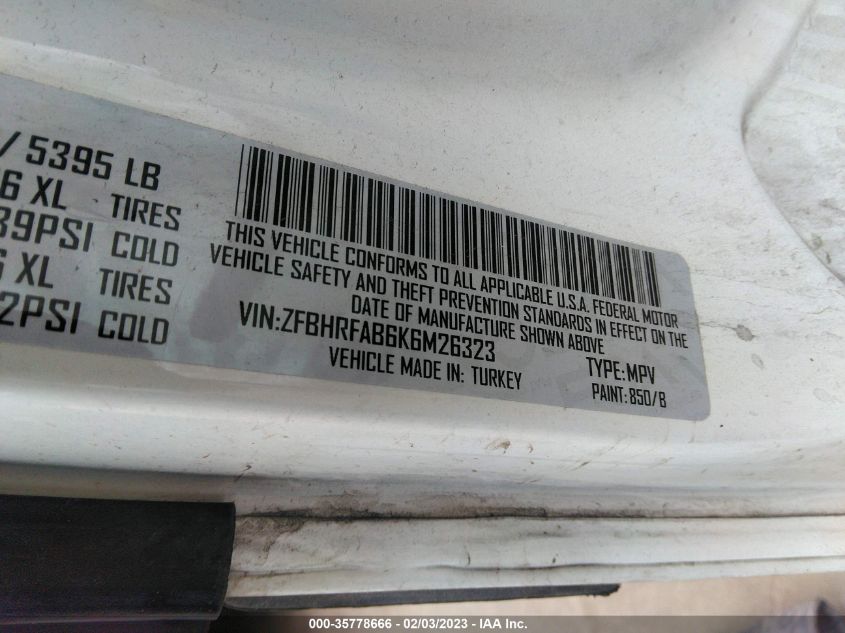 / 5395 LB
6 XL TIRES
39PSI COLD
XL TIRES
2PSI COLD
THIS VEHICLE CONFORMS TO ALL APPLICABLE U.S.A. FEDERAL MOTOR
VEHICLE SAFETY AND THEFT PREVENTION STANDARDS IN EFFECT ON THE
DATE OF MANUFACTURE SHOWN ABOVE
VIN:ZFBHRFAB6K6M26323
TYPE:MPV
VEHICLE MADE IN: TURKEY
PAINT:850/B
000-35778666 - 02/03/2023 - IAA Inc.